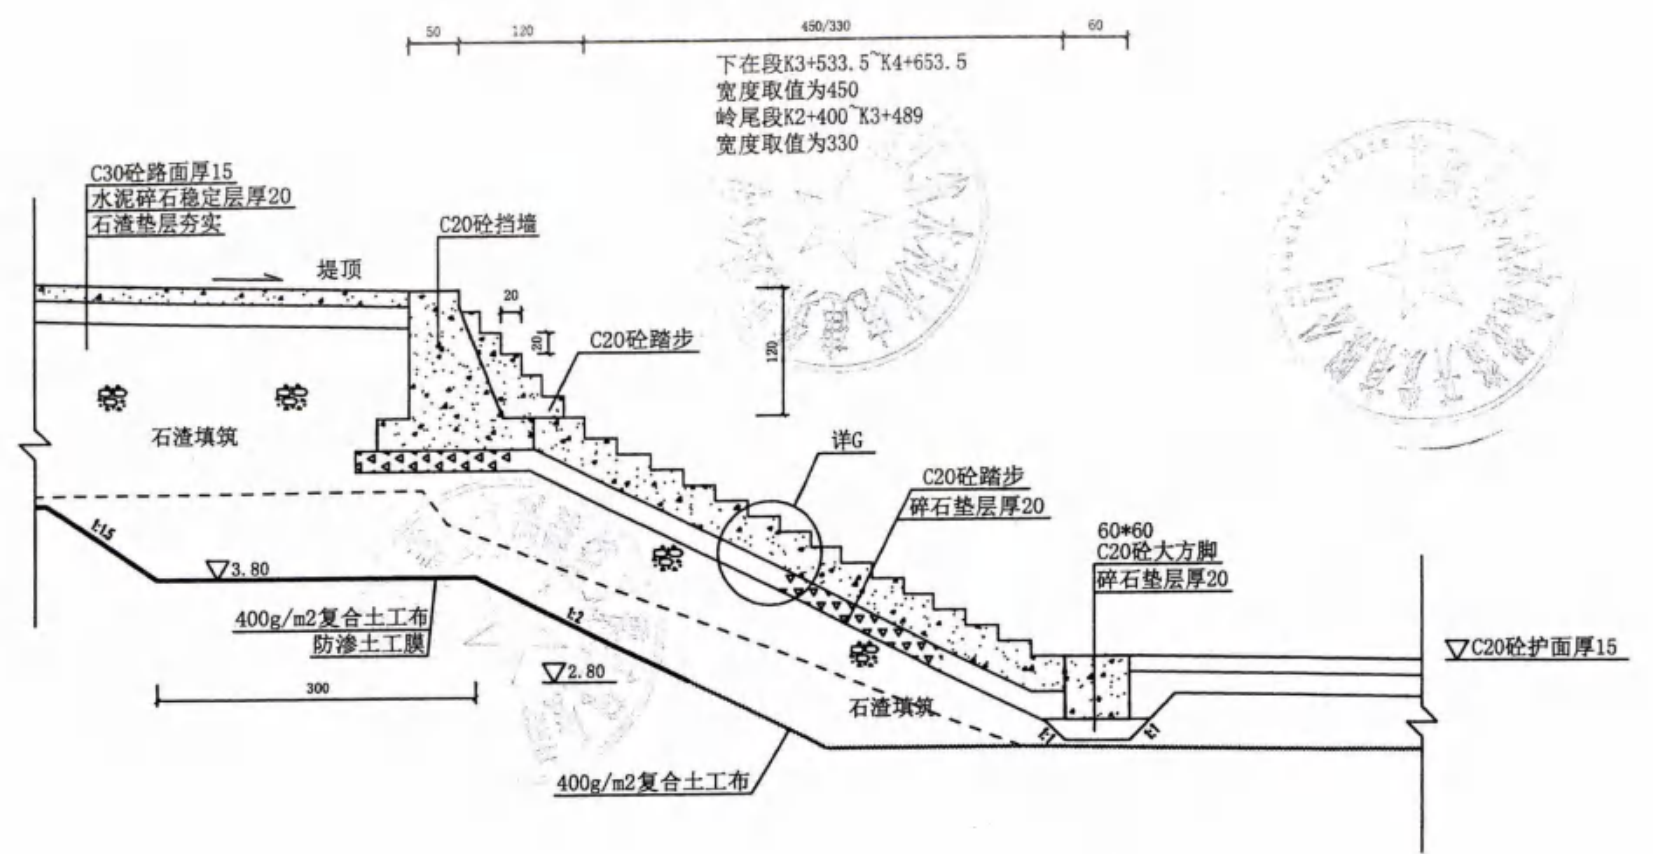 50
120
450/330
60
下在段K3+533.5~K4+653.5
宽度取值为450
岭尾段K2+400~K3+489
宽度取值为330
C30砼路面厚15
水泥碎石稳定层厚20
石渣垫层夯实
C20砼挡墙
堤顶
20
20
C20砼踏步
120
石渣填筑
详G
C20砼踏步
碎石垫层厚20
60*60
C20砼大方脚
碎石垫层厚20
1:1.5
3.80
400g/m2复合土工布
防渗土工膜
1:2
2.80
C20砼护面厚15
300
石渣填筑
1:1
1:1
400g/m2复合土工布